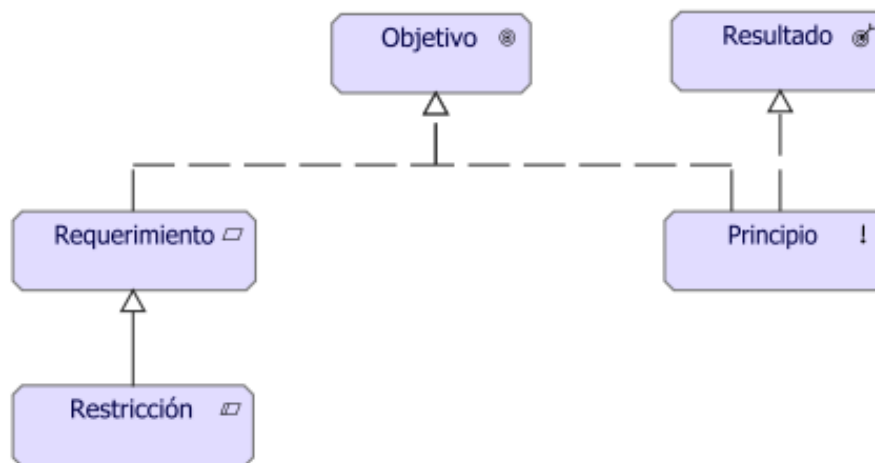 Objetivo
Resultado
Requerimiento
Principio
Restricción